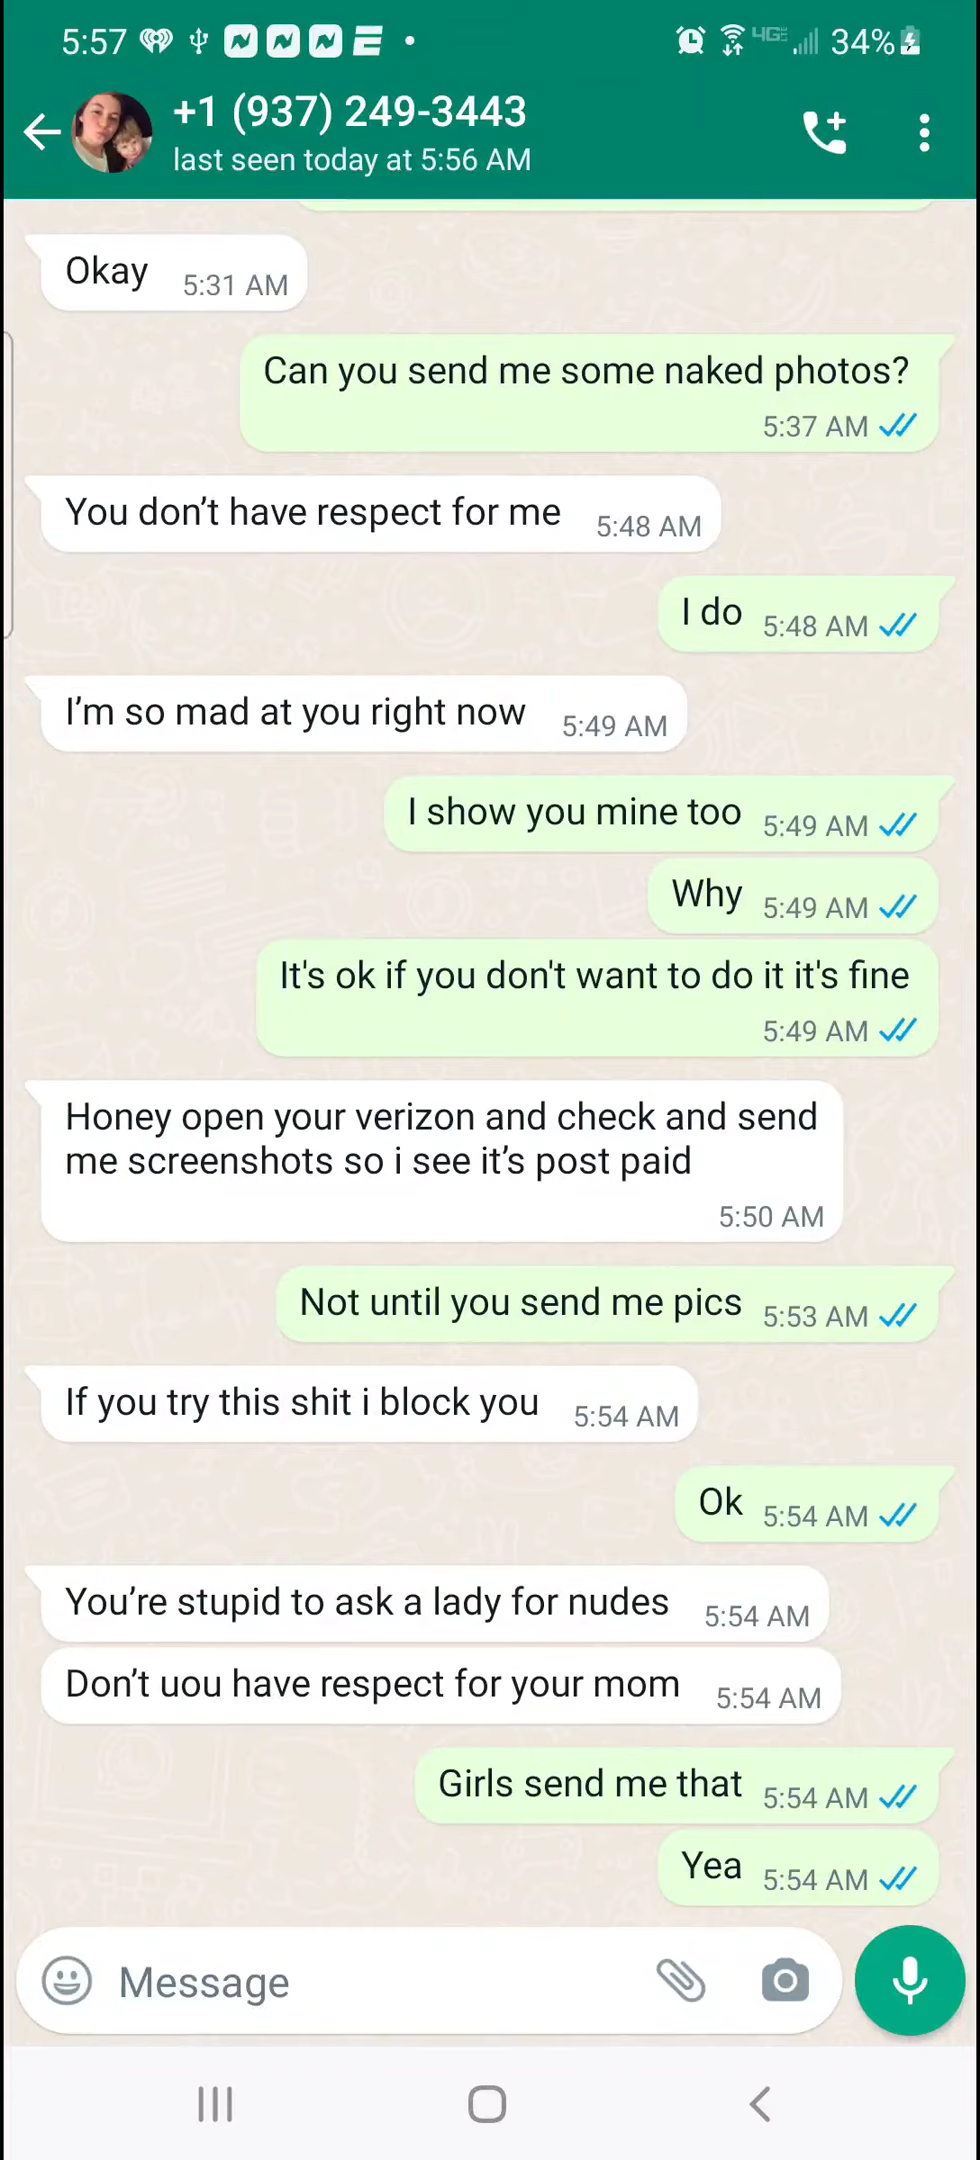 5:57 34%
4GE
+1 (937) 249-3443
last seen today at 5:56 AM
Okay 5:31 AM
Can you send me some naked photos?
5:37 AM
You don't have respect for me 5:48 AM
I do 5:48 AM
I'm so mad at you right now 5:49 AM
I show you mine too 5:49 AM
Why 5:49 AM
It's ok if you don't want to do it it's fine
5:49 AM
Honey open your verizon and check and send
me screenshots so i see it's post paid
5:50 AM
Not until you send me pics 5:53 AM
If you try this shit i block you 5:54 AM
Ok 5:54 AM
You're stupid to ask a lady for nudes 5:54 AM
Don't uou have respect for your mom 5:54 AM
Girls send me that 5:54 AM
Yea 5:54 AM
Message